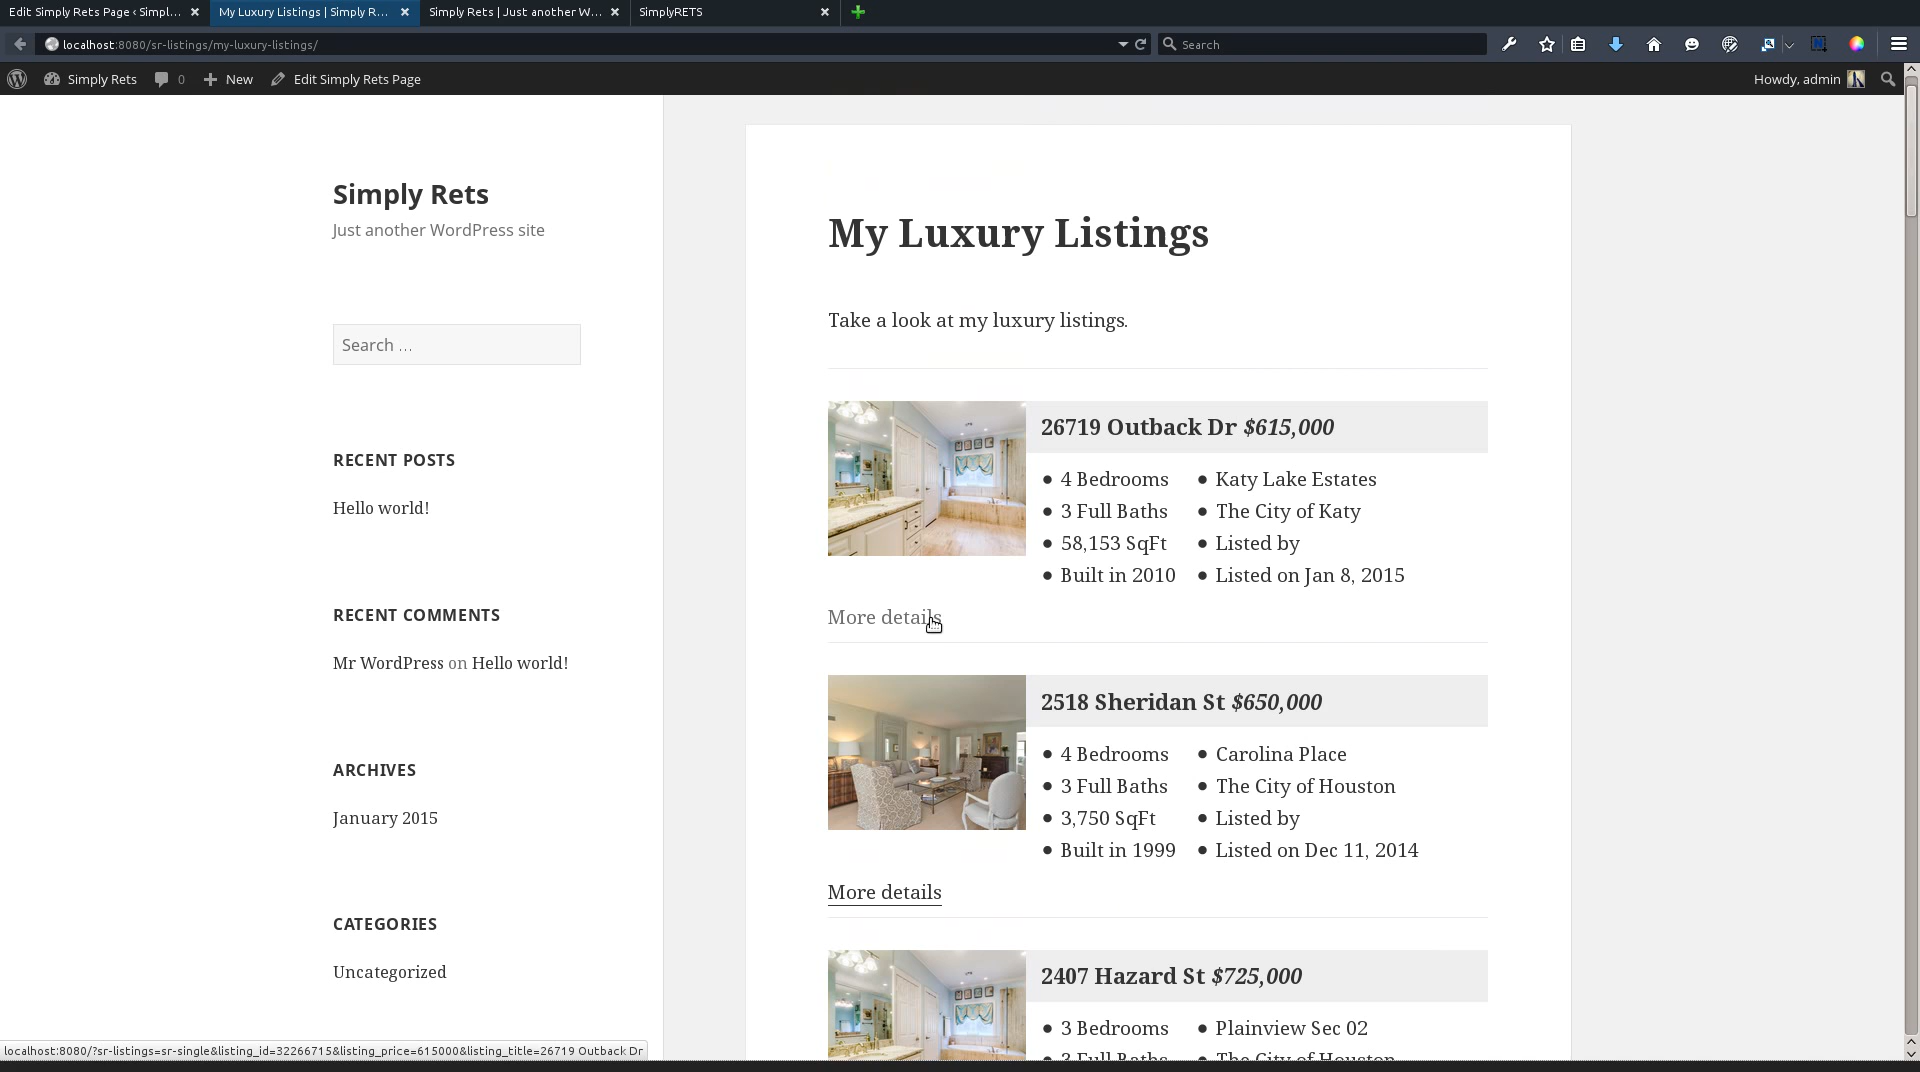 Edit Simply Rets Page ‹ Simpl...
My Luxury Listings | Simply R...
Simply Rets | Just another W...
SimplyRETS
localhost:8080/sr-listings/my-luxury-listings/
Search
Simply Rets
0
New
Edit Simply Rets Page
Howdy, admin
Simply Rets
Just another WordPress site
Search …
RECENT POSTS
Hello world!
RECENT COMMENTS
Mr WordPress on Hello world!
ARCHIVES
January 2015
CATEGORIES
Uncategorized
My Luxury Listings
Take a look at my luxury listings.
26719 Outback Dr $615,000
4 Bedrooms
3 Full Baths
58,153 SqFt
Built in 2010
Katy Lake Estates
The City of Katy
Listed by
Listed on Jan 8, 2015
More details
2518 Sheridan St $650,000
4 Bedrooms
3 Full Baths
3,750 SqFt
Built in 1999
Carolina Place
The City of Houston
Listed by
Listed on Dec 11, 2014
More details
2407 Hazard St $725,000
3 Bedrooms
3 Full Baths
Plainview Sec 02
The City of Houston
localhost:8080/?sr-listings=sr-single&listing_id=32266715&listing_price=615000&listing_title=26719 Outback Dr